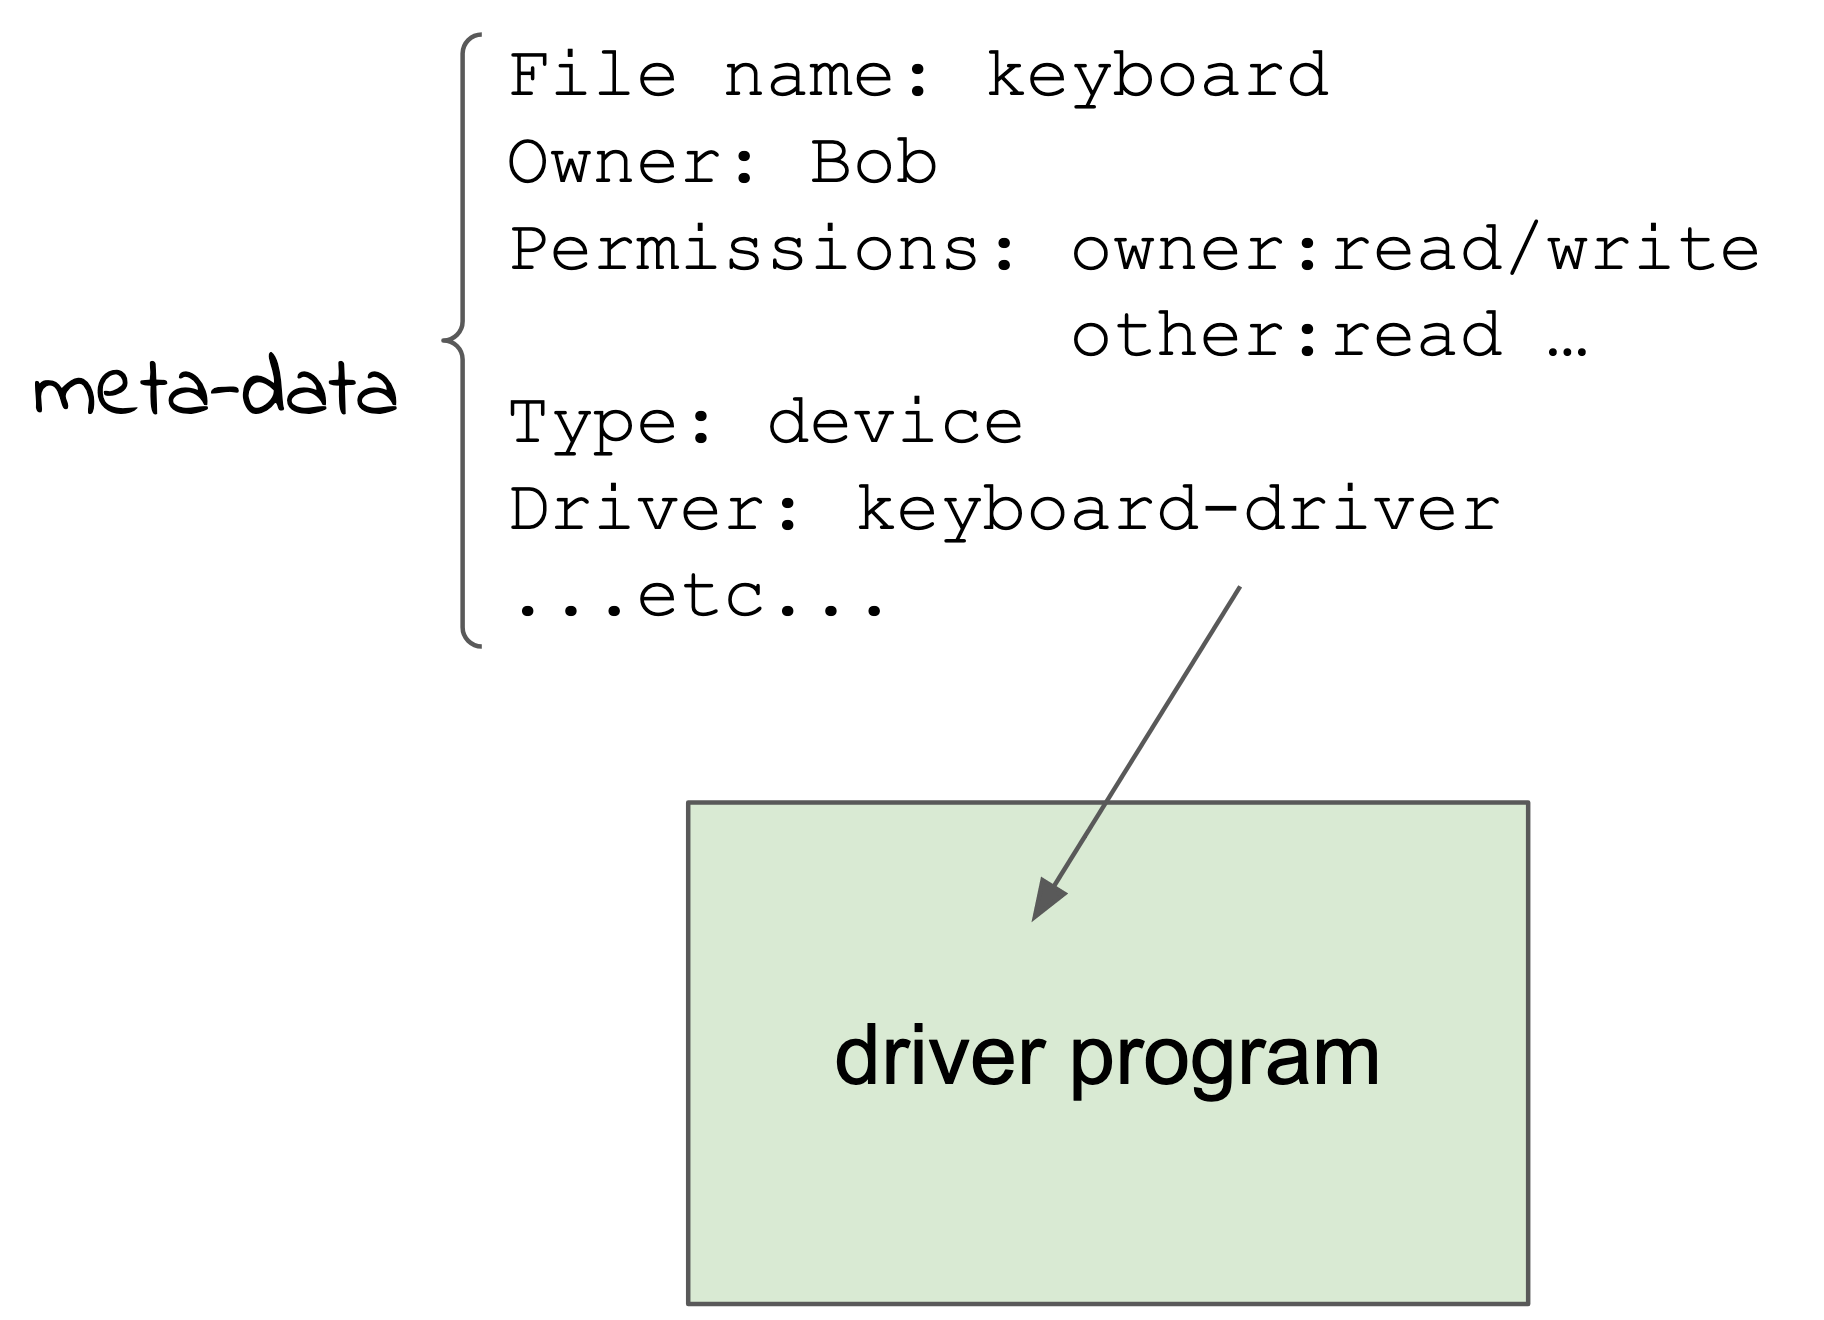 File name: keyboard
Owner: Bob
Permissions: owner:read/write
other:read …
meta-data
Type: device
Driver: keyboard-driver
...etc...
driver program